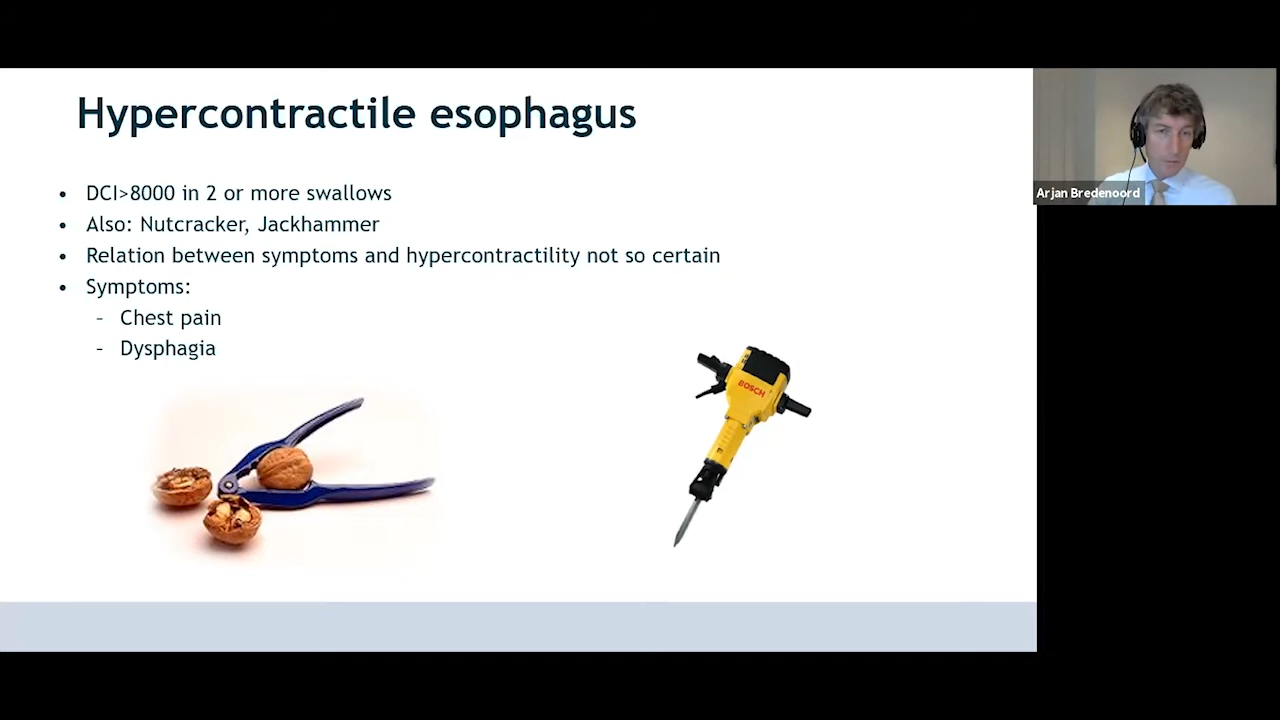 Hypercontractile esophagus
• DCI>8000 in 2 or more swallows
• Also: Nutcracker, Jackhammer
• Relation between symptoms and hypercontractility not so certain
• Symptoms:
– Chest pain
– Dysphagia
BOSCH
Arjan Bredenoord